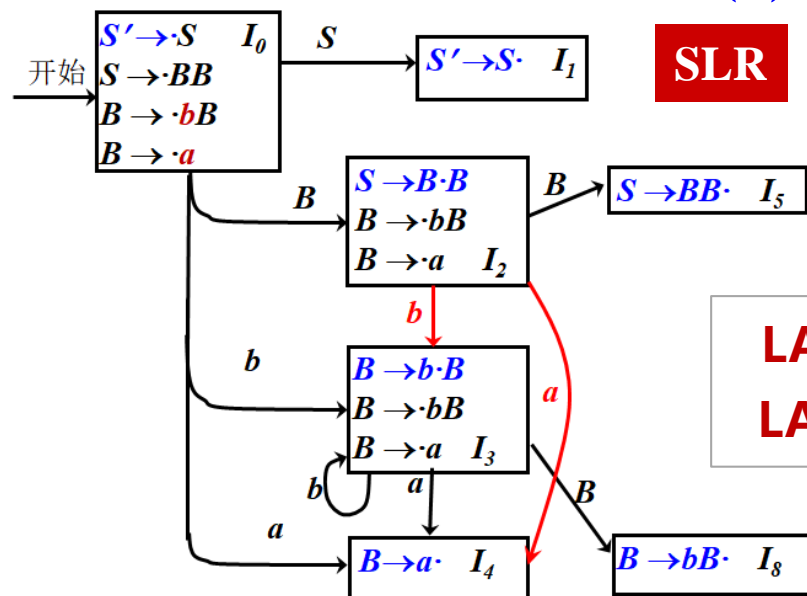 S′→·S I₀
S→·BB
B→·bB
B→·a
开始
S
S′→S· I₁
SLR
B
S→B·B
B→·bB
B→·a I₂
B
S→BB· I₅
b
a
b
B→b·B
B→·bB
B→·a I₃
b
a
B
a
B→a· I₄
B→bB· I₈
LA
LA